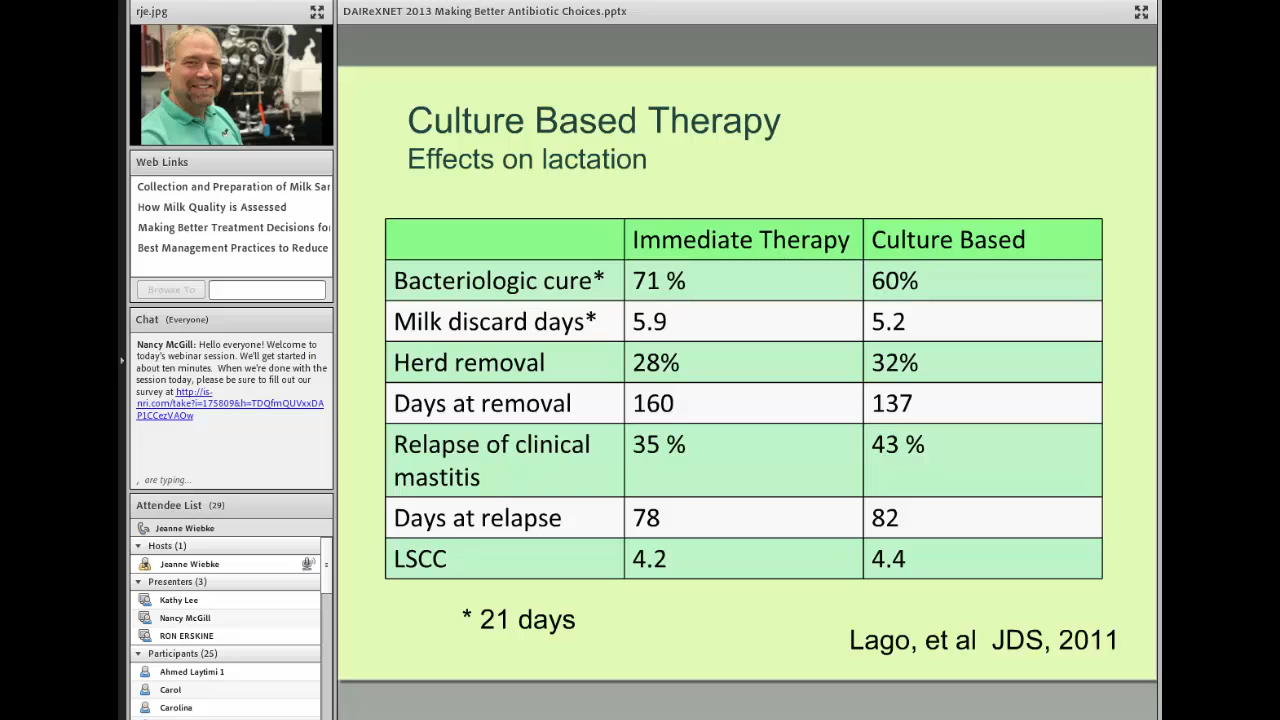 rje.jpg
DAIReXNET 2013 Making Better Antibiotic Choices.pptx
Web Links
Collection and Preparation of Milk Sar
How Milk Quality is Assessed
Making Better Treatment Decisions for
Best Management Practices to Reduce
Browse To
Chat (Everyone)
Nancy McGill: Hello everyone! Welcome to
today's webinar session. We'll get started in
about ten minutes. When we're done with the
session today, please be sure to fill out our
survey at http://is-
nri.com/take?i=175809&h=TDQfmQUVxxDA
P1CCezVAQw
, are typing...
Attendee List (29)
Jeanne Wiebke
Hosts (1)
Jeanne Wiebke
Presenters (3)
Kathy Lee
Nancy McGill
RON ERSKINE
Participants (25)
Ahmed Laytimi 1
Carol
Carolina
Culture Based Therapy
Effects on lactation
Immediate Therapy Culture Based
Bacteriologic cure* 71 % 60%
Milk discard days* 5.9 5.2
Herd removal 28% 32%
Days at removal 160 137
Relapse of clinical 35 % 43 %
mastitis
Days at relapse 78 82
LSCC 4.2 4.4
* 21 days
Lago, et al JDS, 2011